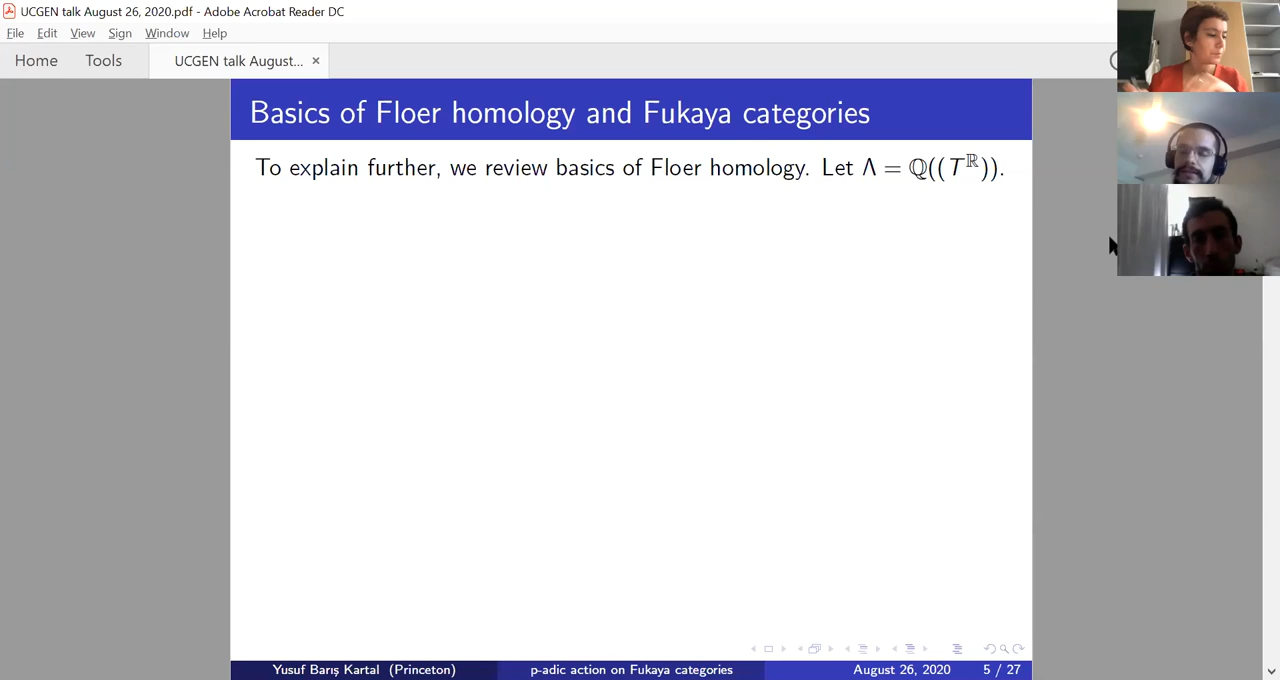 UCGEN talk August 26, 2020.pdf - Adobe Acrobat Reader DC
File Edit View Sign Window Help
Home Tools UCGEN talk August... ×
Basics of Floer homology and Fukaya categories
To explain further, we review basics of Floer homology. Let Λ = ℚ((T^ℝ)).
Yusuf Barış Kartal (Princeton) p-adic action on Fukaya categories August 26, 2020 5 / 27